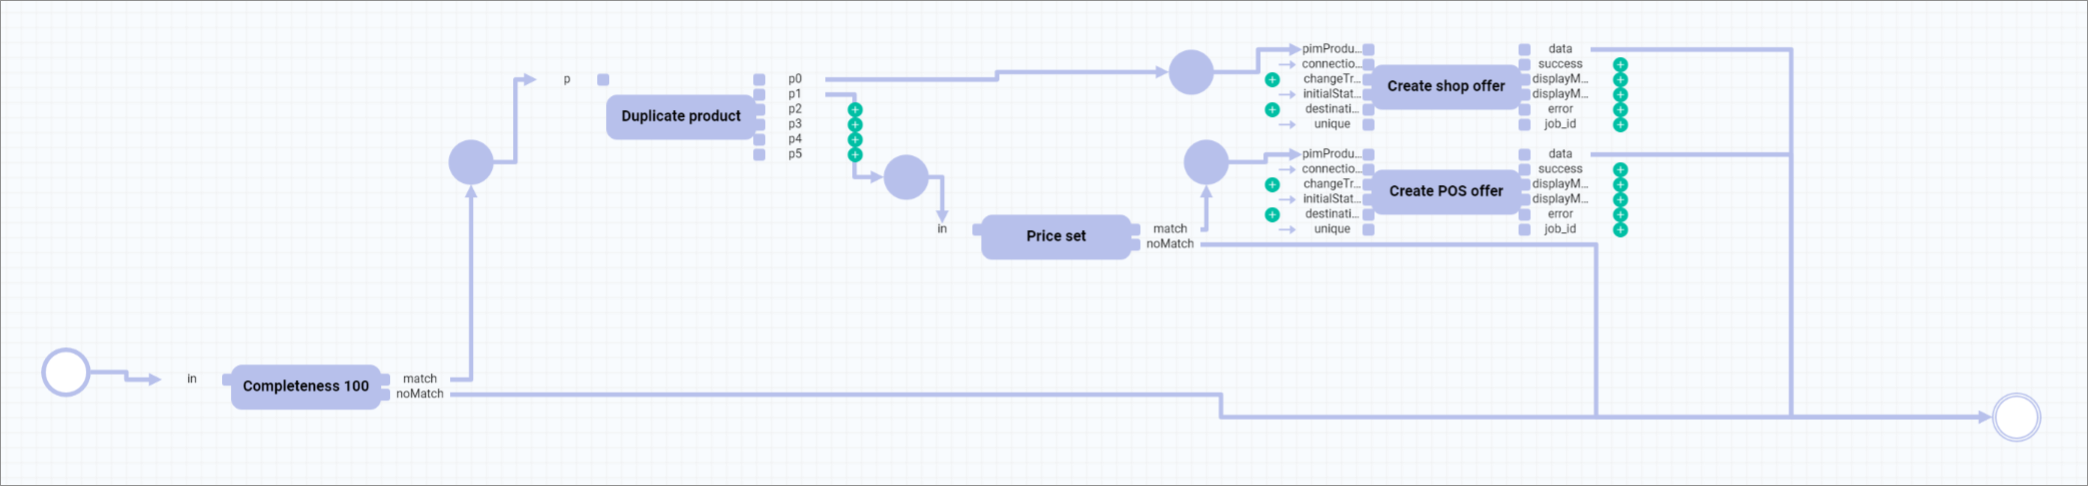 p
Duplicate product
p0
p1
p2
p3
p4
p5
pimProdu...
connectio...
changeTr...
initialStat...
destinati...
unique
Create shop offer
data
success
displayM...
displayM...
error
job_id
pimProdu...
connectio...
changeTr...
initialStat...
destinati...
unique
Create POS offer
data
success
displayM...
displayM...
error
job_id
in
Price set
match
noMatch
in
Completeness 100
match
noMatch